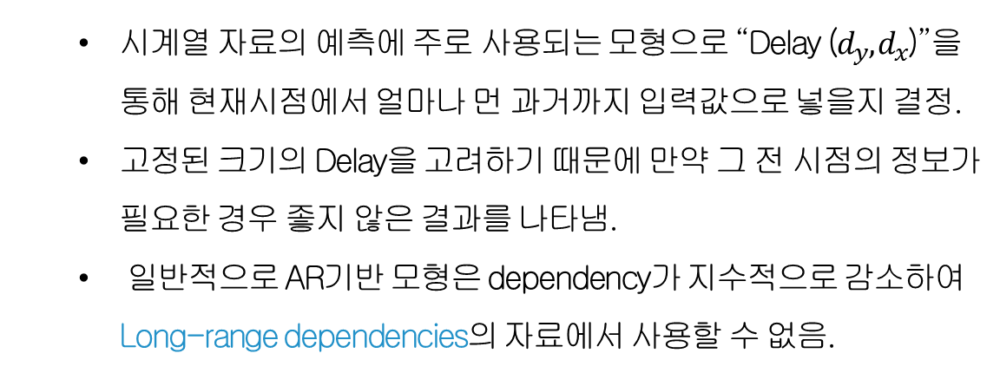 • 시계열 자료의 예측에 주로 사용되는 모형으로 “Delay (d_y,d_x)”을
통해 현재시점에서 얼마나 먼 과거까지 입력값으로 넣을지 결정.
• 고정된 크기의 Delay을 고려하기 때문에 만약 그 전 시점의 정보가
필요한 경우 좋지 않은 결과를 나타냄.
• 일반적으로 AR기반 모형은 dependency가 지수적으로 감소하여
Long-range dependencies의 자료에서 사용할 수 없음.